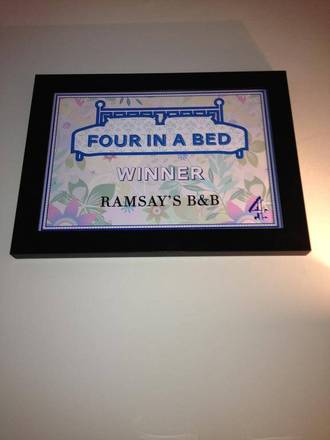 FOUR IN A BED
WINNER
RAMSAY'S B&B
4